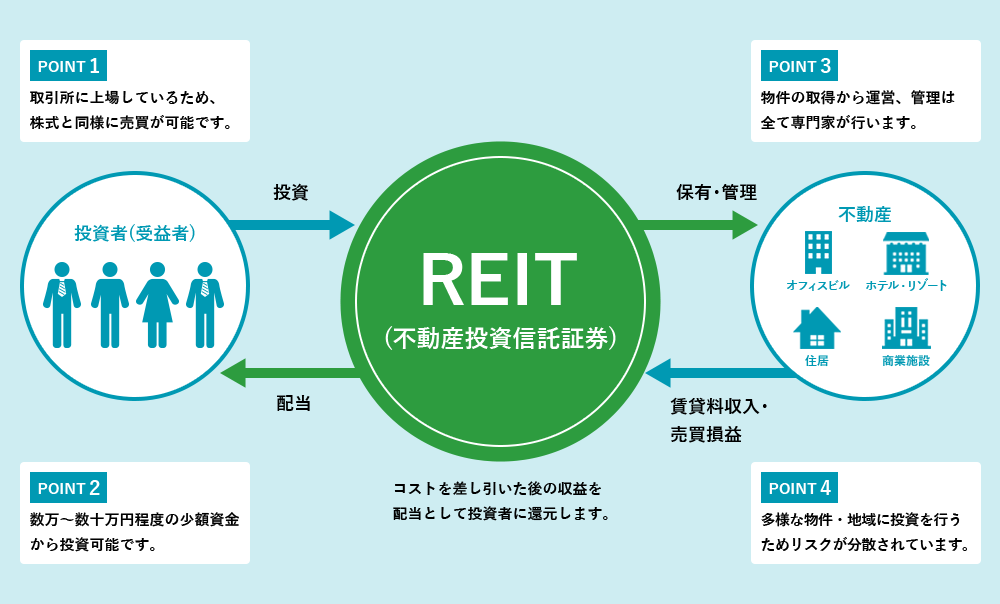 POINT 1
取引所に上場しているため、
株式と同様に売買が可能です。
POINT 3
物件の取得から運営、管理は
全て専門家が行います。
投資者(受益者)
投資
REIT
(不動産投資信託証券)
保有・管理
不動産
オフィスビル
ホテル・リゾート
住居
商業施設
配当
賃貸料収入・
売買損益
コストを差し引いた後の収益を
配当として投資者に還元します。
POINT 2
数万～数十万円程度の少額資金
から投資可能です。
POINT 4
多様な物件・地域に投資を行う
ためリスクが分散されています。